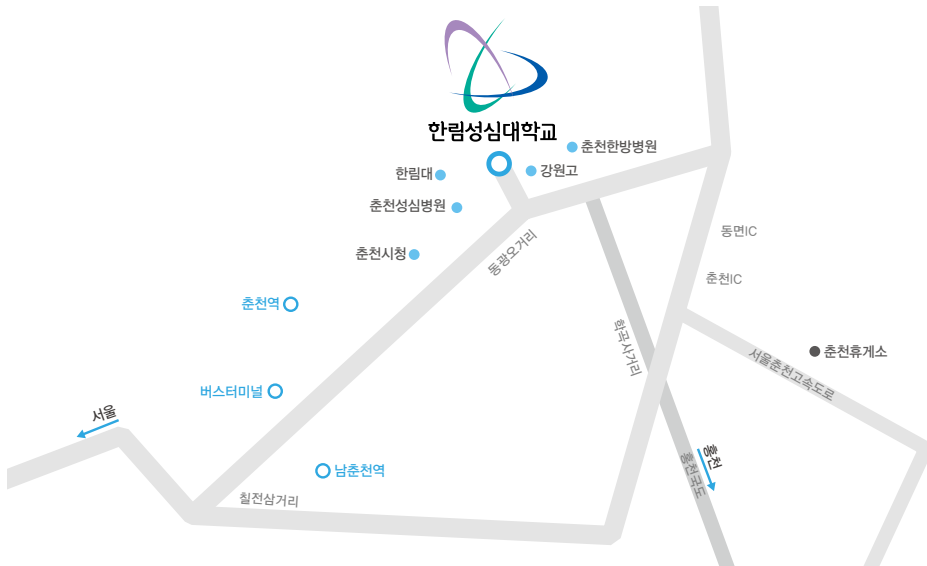 한림성심대학교
춘천한방병원
강원고
한림대
춘천성심병원
동면IC
춘천시청
동광오거리
춘천IC
춘천역
학곡사거리
춘천휴게소
서울춘천고속도로
버스터미널
서울
홍천
홍천국도
남춘천역
칠전삼거리